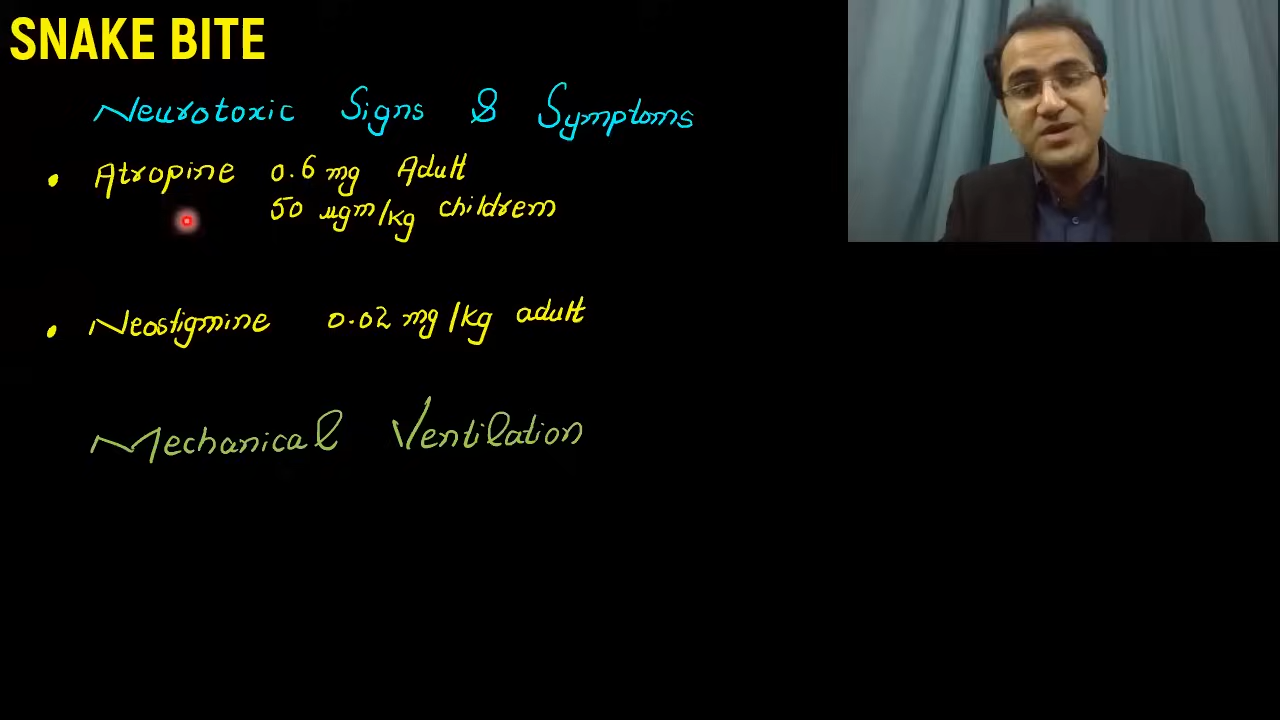 SNAKE BITE
Neurotoxic Signs & Symptoms
• Atropine 0.6 mg Adult
50 µgm/kg children
• Neostigmine 0.02 mg/kg adult
Mechanical Ventilation